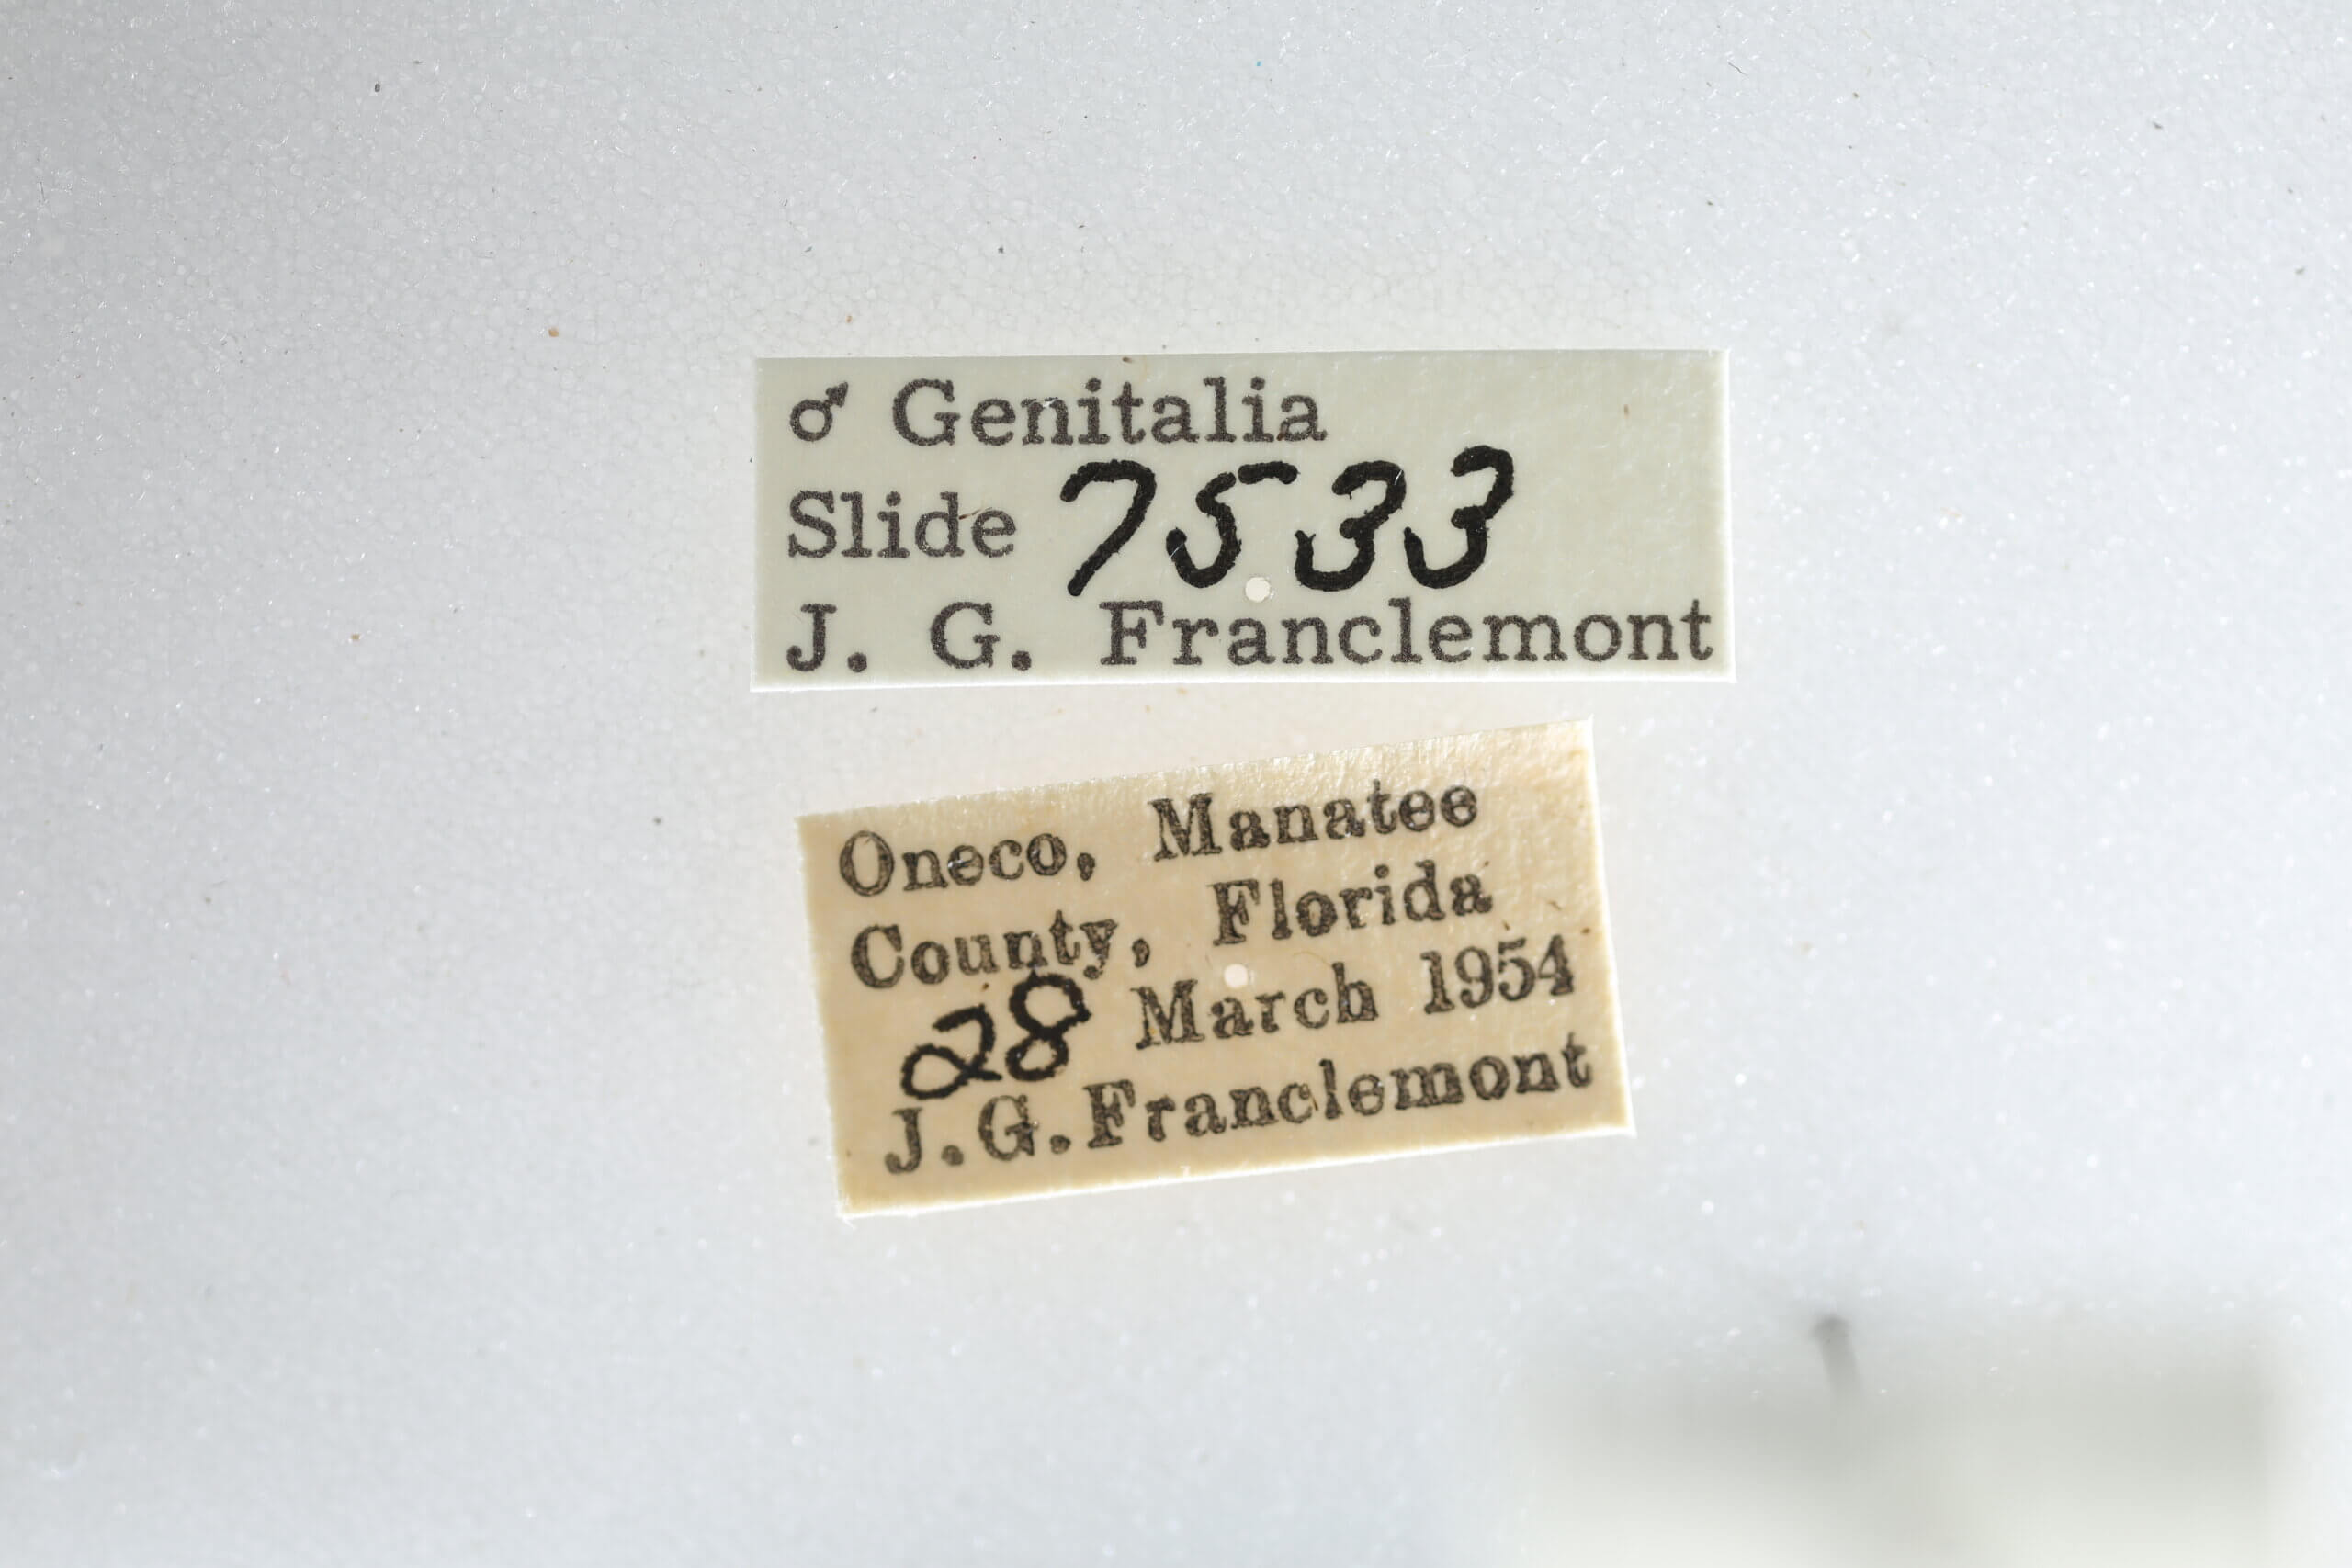 ♂ Genitalia
Slide 7533
J. G. Franclemont
Oneco, Manatee
County, Florida
28 March 1954
J.G.Franclemont